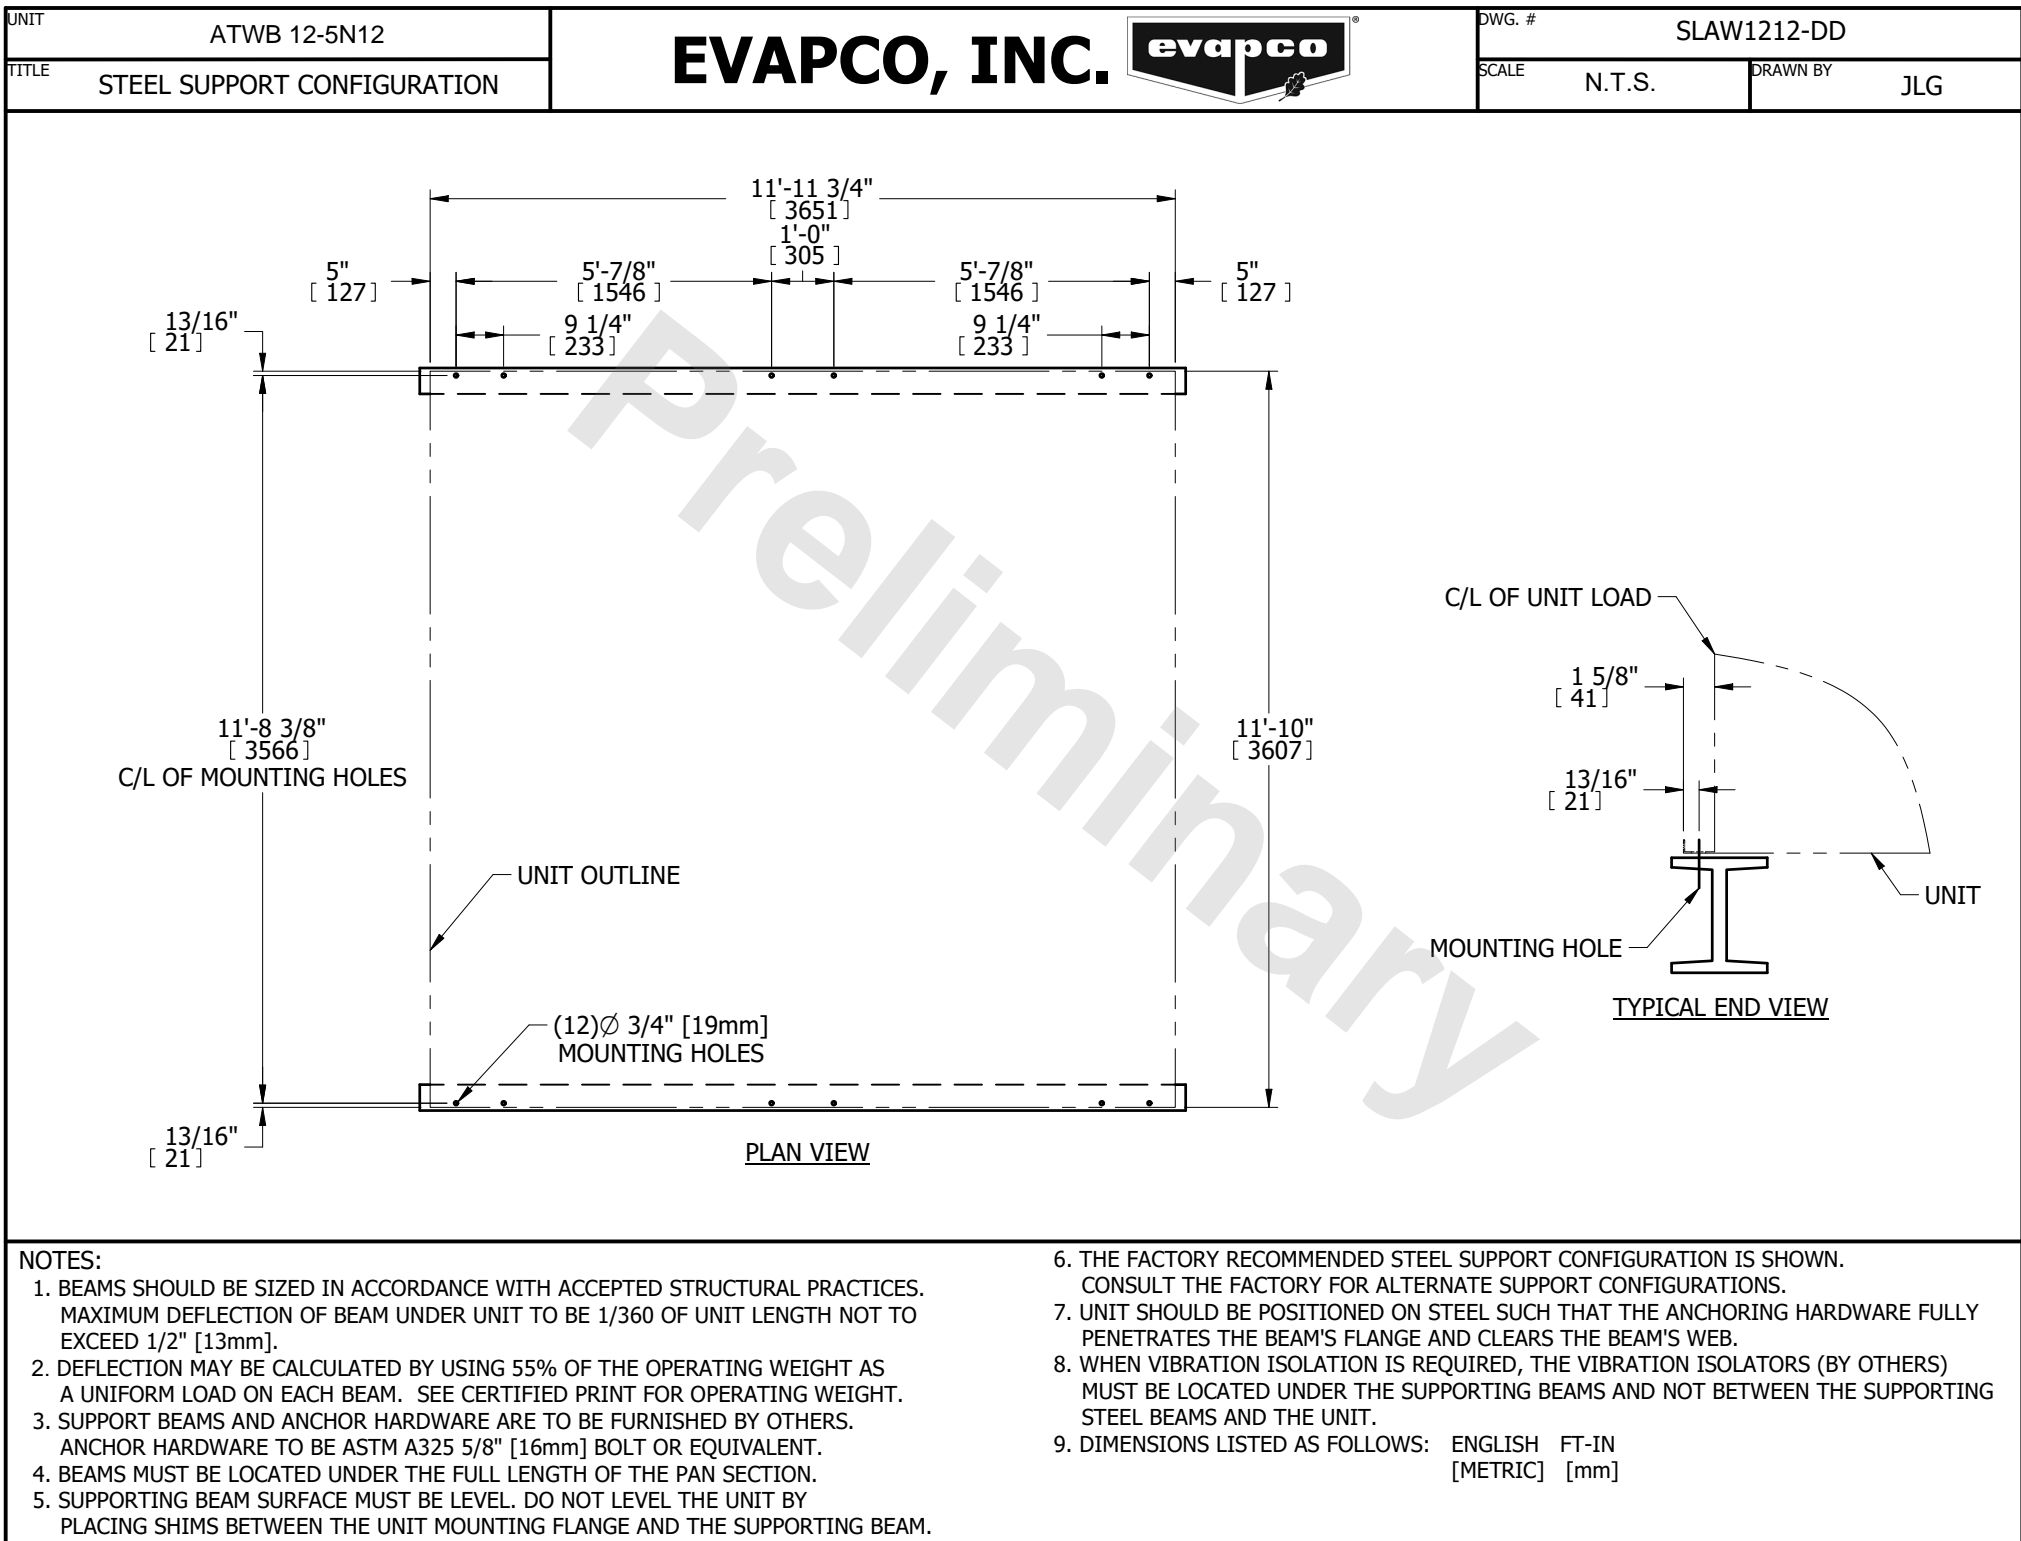 UNIT
ATWB 12-5N12
TITLE
STEEL SUPPORT CONFIGURATION
EVAPCO, INC.
evapco
®
DWG. #
SLAW1212-DD
SCALE
N.T.S.
DRAWN BY
JLG
11'-11 3/4"
[ 3651]
1'-0"
[ 305 ]
5"
[ 127]
5'-7/8"
[ 1546 ]
5'-7/8"
[ 1546 ]
5"
[ 127 ]
13/16"
[ 21]
9 1/4"
[ 233]
9 1/4"
[ 233 ]
Preliminary
11'-8 3/8"
[ 3566]
C/L OF MOUNTING HOLES
11'-10"
[ 3607]
UNIT OUTLINE
(12)∅ 3/4" [19mm]
MOUNTING HOLES
13/16"
[ 21]
PLAN VIEW
C/L OF UNIT LOAD
1 5/8"
[ 41]
13/16"
[ 21]
UNIT
MOUNTING HOLE
TYPICAL END VIEW
NOTES:
1. BEAMS SHOULD BE SIZED IN ACCORDANCE WITH ACCEPTED STRUCTURAL PRACTICES.
MAXIMUM DEFLECTION OF BEAM UNDER UNIT TO BE 1/360 OF UNIT LENGTH NOT TO
EXCEED 1/2" [13mm].
2. DEFLECTION MAY BE CALCULATED BY USING 55% OF THE OPERATING WEIGHT AS
A UNIFORM LOAD ON EACH BEAM. SEE CERTIFIED PRINT FOR OPERATING WEIGHT.
3. SUPPORT BEAMS AND ANCHOR HARDWARE ARE TO BE FURNISHED BY OTHERS.
ANCHOR HARDWARE TO BE ASTM A325 5/8" [16mm] BOLT OR EQUIVALENT.
4. BEAMS MUST BE LOCATED UNDER THE FULL LENGTH OF THE PAN SECTION.
5. SUPPORTING BEAM SURFACE MUST BE LEVEL. DO NOT LEVEL THE UNIT BY
PLACING SHIMS BETWEEN THE UNIT MOUNTING FLANGE AND THE SUPPORTING BEAM.
6. THE FACTORY RECOMMENDED STEEL SUPPORT CONFIGURATION IS SHOWN.
CONSULT THE FACTORY FOR ALTERNATE SUPPORT CONFIGURATIONS.
7. UNIT SHOULD BE POSITIONED ON STEEL SUCH THAT THE ANCHORING HARDWARE FULLY
PENETRATES THE BEAM'S FLANGE AND CLEARS THE BEAM'S WEB.
8. WHEN VIBRATION ISOLATION IS REQUIRED, THE VIBRATION ISOLATORS (BY OTHERS)
MUST BE LOCATED UNDER THE SUPPORTING BEAMS AND NOT BETWEEN THE SUPPORTING
STEEL BEAMS AND THE UNIT.
9. DIMENSIONS LISTED AS FOLLOWS: ENGLISH FT-IN
[METRIC] [mm]